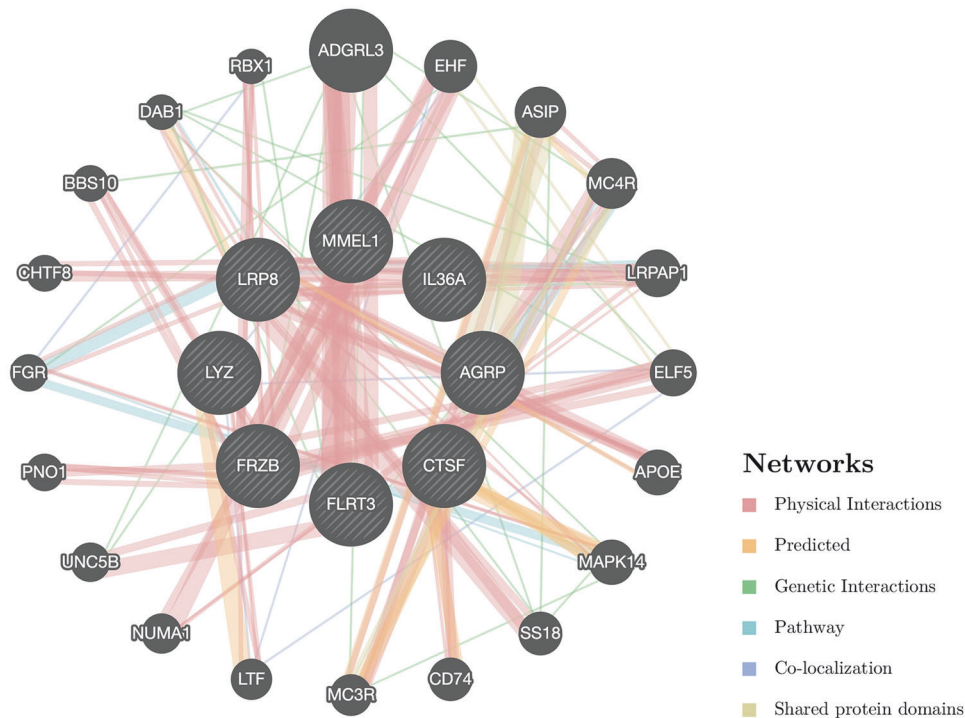 ADGRL3
RBX1
EHF
DAB1
ASIP
BBS10
MC4R
MMEL1
LRP8
IL36A
CHTF8
LRPAP1
FGR
LYZ
AGRP
ELF5
PNO1
FRZB
CTSF
APOE
FLRT3
UNC5B
MAPK14
NUMA1
SS18
LTF
MC3R
CD74
Networks
Physical Interactions
Predicted
Genetic Interactions
Pathway
Co-localization
Shared protein domains